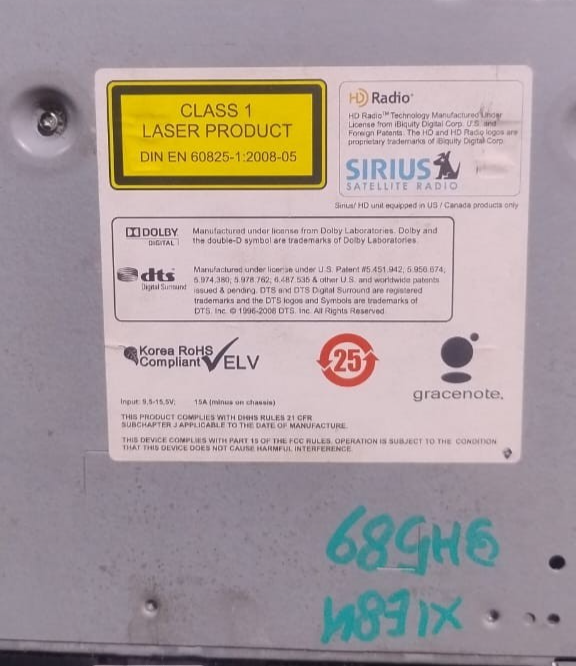 CLASS 1
LASER PRODUCT
DIN EN 60825-1:2008-05
HD Radio
HD Radio™ Technology Manufactured Under
License from iBiquity Digital Corp. U.S. and
Foreign Patents. The HD and HD Radio logos are
proprietary trademarks of iBiquity Digital Corp.
SIRIUS
SATELLITE RADIO
Sirius/ HD unit equipped in US / Canada products only
DOLBY
DIGITAL
Manufactured under license from Dolby Laboratories. Dolby and
the double-D symbol are trademarks of Dolby Laboratories.
dts
Digital Surround
Manufactured under license under U.S. Patent #5.451.942; 5.956.674;
5.974.380; 5.978.762; 6.487.535 & other U.S. and worldwide patents
issued & pending. DTS and DTS Digital Surround are registered
trademarks and the DTS logos and Symbols are trademarks of
DTS, Inc. © 1996-2008 DTS, Inc. All Rights Reserved.
Korea RoHS
Compliant
ELV
25
gracenote.
Input: 9,5-15,5V; 15A (minus on chassis)
THIS PRODUCT COMPLIES WITH DHHS RULES 21 CFR
SUBCHAPTER J APPLICABLE TO THE DATE OF MANUFACTURE.
THIS DEVICE COMPLIES WITH PART 15 OF THE FCC RULES. OPERATION IS SUBJECT TO THE CONDITION
THAT THIS DEVICE DOES NOT CAUSE HARMFUL INTERFERENCE.